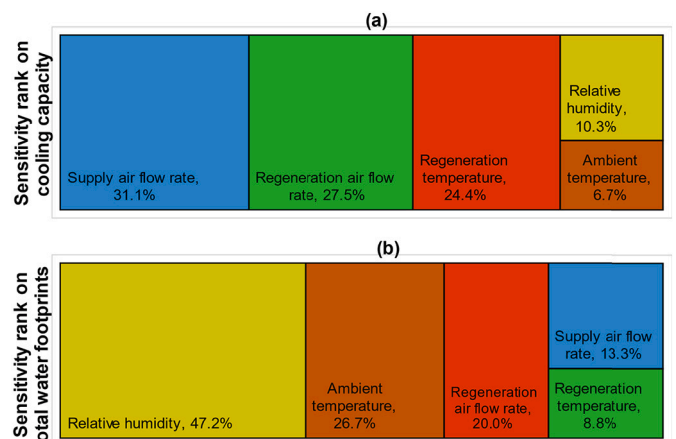 (a)
Sensitivity rank on
cooling capacity
Supply air flow rate,
31.1%
Regeneration air flow
rate, 27.5%
Regeneration
temperature,
24.4%
Relative
humidity,
10.3%
Ambient
temperature,
6.7%
(b)
Sensitivity rank on
otal water footprints
Relative humidity, 47.2%
Ambient
temperature,
26.7%
Regeneration
air flow rate,
20.0%
Supply air flow
rate, 13.3%
Regeneration
temperature,
8.8%